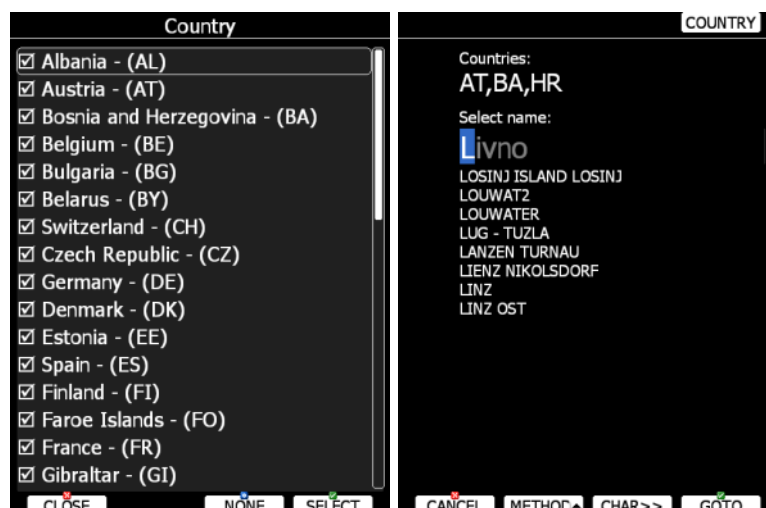 Country
Albania - (AL)
Austria - (AT)
Bosnia and Herzegovina - (BA)
Belgium - (BE)
Bulgaria - (BG)
Belarus - (BY)
Switzerland - (CH)
Czech Republic - (CZ)
Germany - (DE)
Denmark - (DK)
Estonia - (EE)
Spain - (ES)
Finland - (FI)
Faroe Islands - (FO)
France - (FR)
Gibraltar - (GI)
CLOSE
NONE
SELECT
COUNTRY
Countries:
AT,BA,HR
Select name:
Livno
LOSINJ ISLAND LOSINJ
LOUWAT2
LOUWATER
LUG - TUZLA
LANZEN TURNAU
LIENZ NIKOLSDORF
LINZ
LINZ OST
CANCEL
METHOD
CHAR>>
GOTO